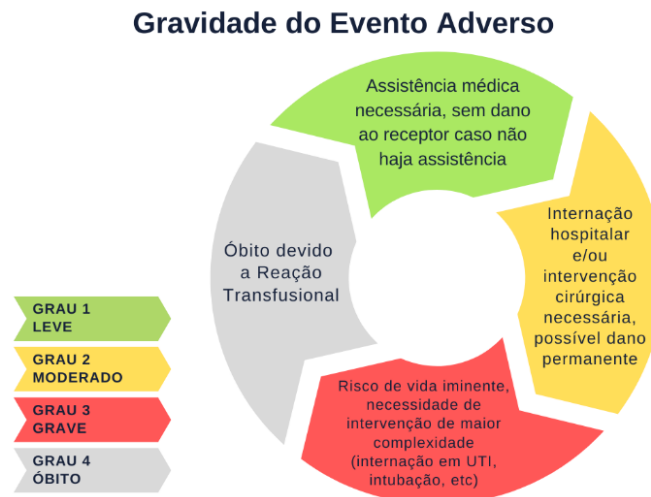 Gravidade do Evento Adverso
Assistência médica
necessária, sem dano
ao receptor caso não
haja assistência
Internação
hospitalar
e/ou
intervenção
cirúrgica
necessária,
possível dano
permanente
Risco de vida iminente,
necessidade de
intervenção de maior
complexidade
(internação em UTI,
intubação, etc)
Óbito devido
a Reação
Transfusional
GRAU 1
LEVE
GRAU 2
MODERADO
GRAU 3
GRAVE
GRAU 4
ÓBITO